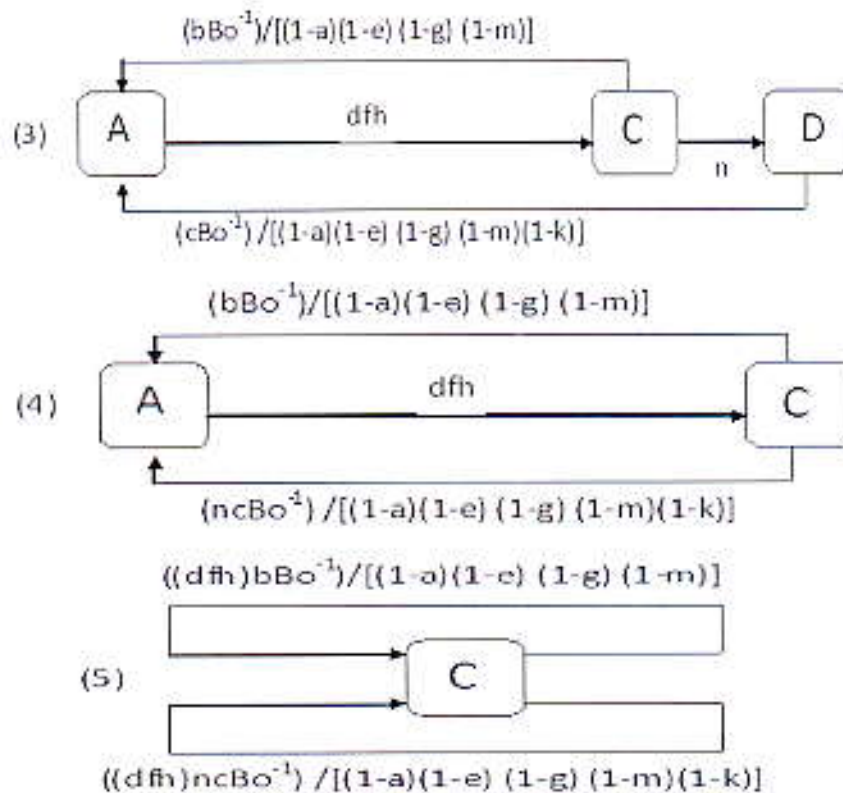 (bBo⁻¹)/[(1-a)(1-e) (1-g) (1-m)]
(3) A dfh C n D
(cBo⁻¹) /[(1-a)(1-e) (1-g) (1-m)(1-k)]
(bBo⁻¹)/[(1-a)(1-e) (1-g) (1-m)]
(4) A dfh C
(ncBo⁻¹) /[(1-a)(1-e) (1-g) (1-m)(1-k)]
((dfh)bBo⁻¹)/[(1-a)(1-e) (1-g) (1-m)]
(5) C
((dfh)ncBo⁻¹) /[(1-a)(1-e) (1-g) (1-m)(1-k)]